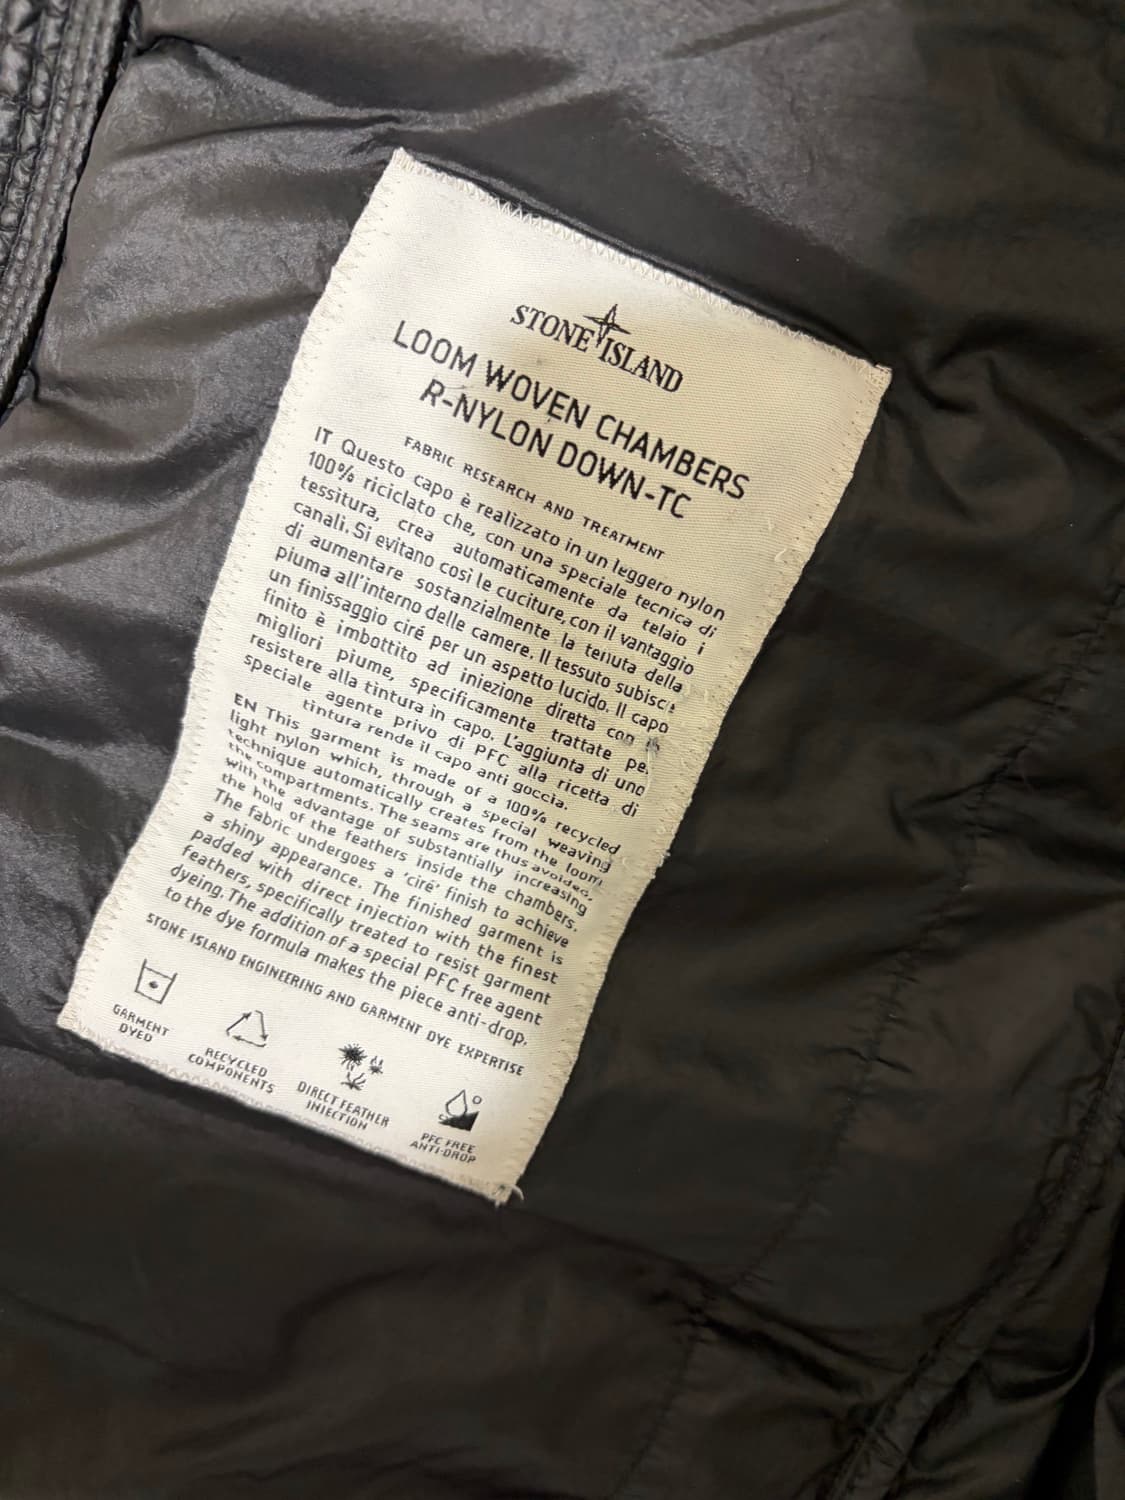 STONE ISLAND
LOOM WOVEN CHAMBERS
R-NYLON DOWN-TC
FABRIC RESEARCH AND TREATMENT
IT Questo capo è realizzato in un leggero nylon
100% riciclato che, con una speciale tecnica di
tessitura, crea automaticamente da telaio i
canali. Si evitano così le cuciture, con il vantaggio
di aumentare sostanzialmente la tenuta della
piuma all'interno delle camere. Il tessuto subisce
un finissaggio ciré per un aspetto lucido. Il capo
finito è imbottito ad iniezione diretta con
migliori piume, specificamente trattate per
resistere alla tintura in capo. L'aggiunta di uno
speciale agente privo di PFC alla ricetta di
tintura rende il capo anti goccia.
EN This garment is made of a 100% recycled
light nylon which, through a special weaving
technique automatically creates from the loom
the compartments. The seams are thus avoided,
with the advantage of substantially increasing
the hold of the feathers inside the chambers.
The fabric undergoes a 'ciré' finish to achieve
a shiny appearance. The finished garment is
padded with direct injection with the finest
feathers, specifically treated to resist garment
dyeing. The addition of a special PFC free agent
to the dye formula makes the piece anti-drop.
STONE ISLAND ENGINEERING AND GARMENT DYE EXPERTISE
GARMENT
DYED
RECYCLED
COMPONENTS
DIRECT FEATHER
INJECTION
PFC FREE
ANTI-DROP